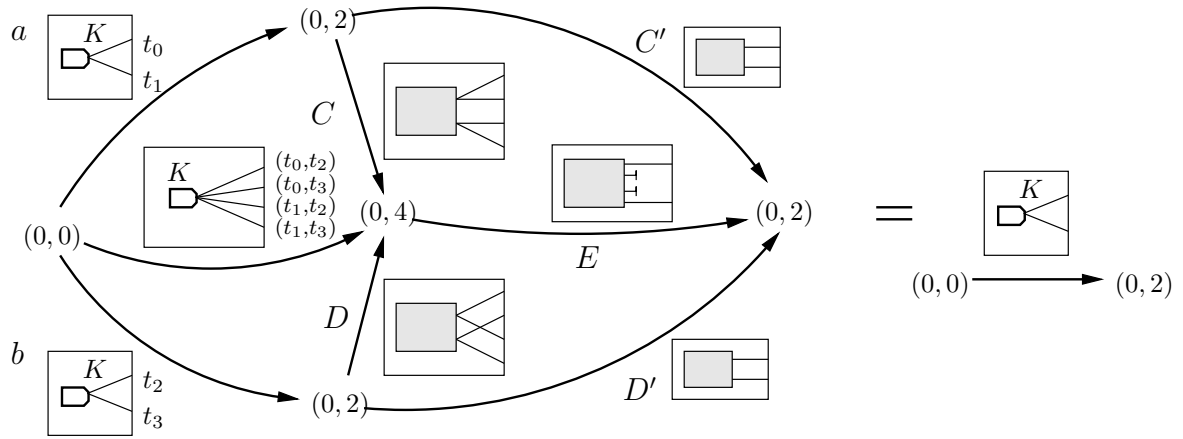 a
K
t₀
t₁
(0, 2)
C′
C
K
(t₀,t₂)
(t₀,t₃)
(t₁,t₂)
(t₁,t₃)
(0, 4)
(0, 2)
=
K
(0, 0)
E
(0, 0)
(0, 2)
D
b
K
t₂
t₃
(0, 2)
D′